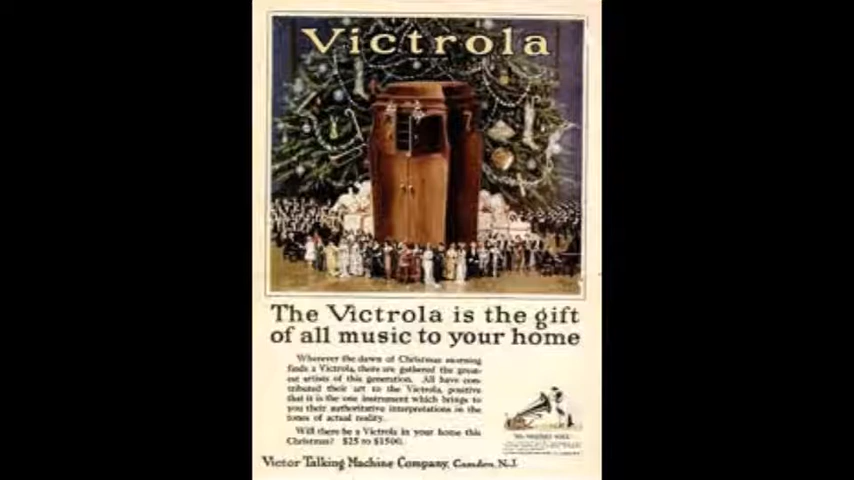 Victrola
The Victrola is the gift
of all music to your home
Wherever the dawn of Christmas morning
finds a Victrola, there are gathered the great-
est artists of this generation. All have con-
tributed their art to the Victrola, positive
that it is the one instrument which brings to
you their authoritative interpretations in the
tones of actual reality.
Will there be a Victrola in your home this
Christmas? $25 to $1500.
"HIS MASTER'S VOICE"
Victor Talking Machine Company, Camden, N.J.